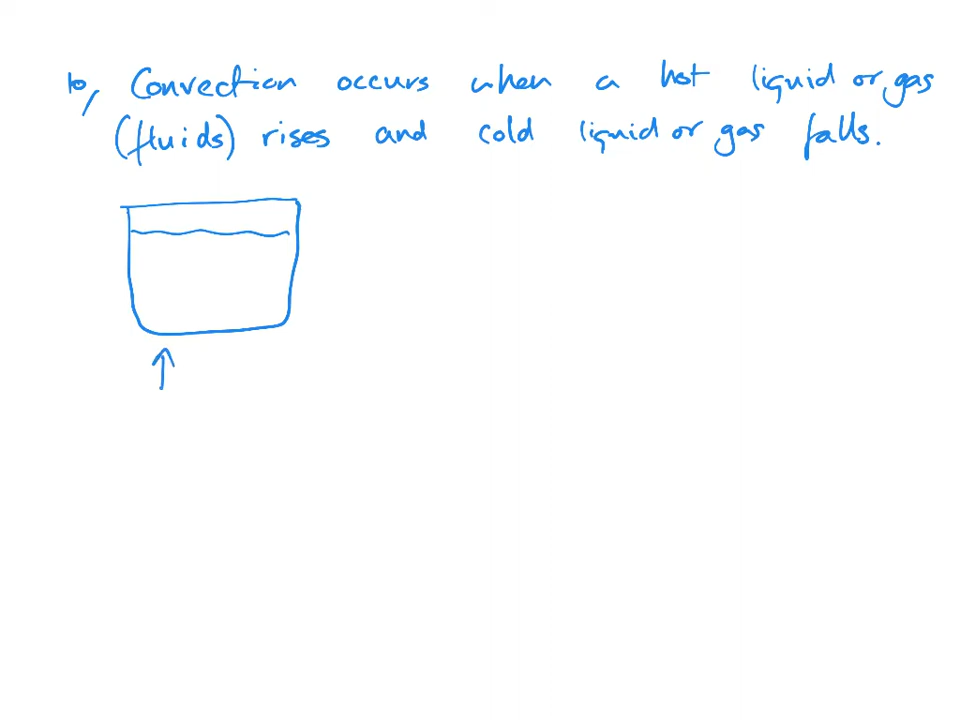 10, Convection occurs when a hot liquid or gas
(fluids) rises and cold liquid or gas falls.